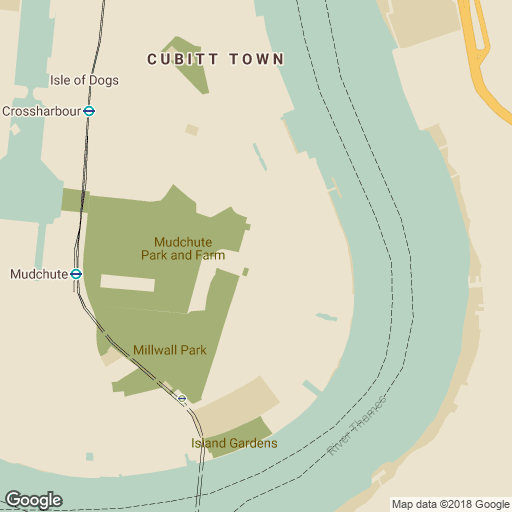 CUBITT TOWN
Isle of Dogs
Crossharbour
Mudchute
Park and Farm
Mudchute
Millwall Park
Island Gardens
River Thames
Google
Map data ©2018 Google